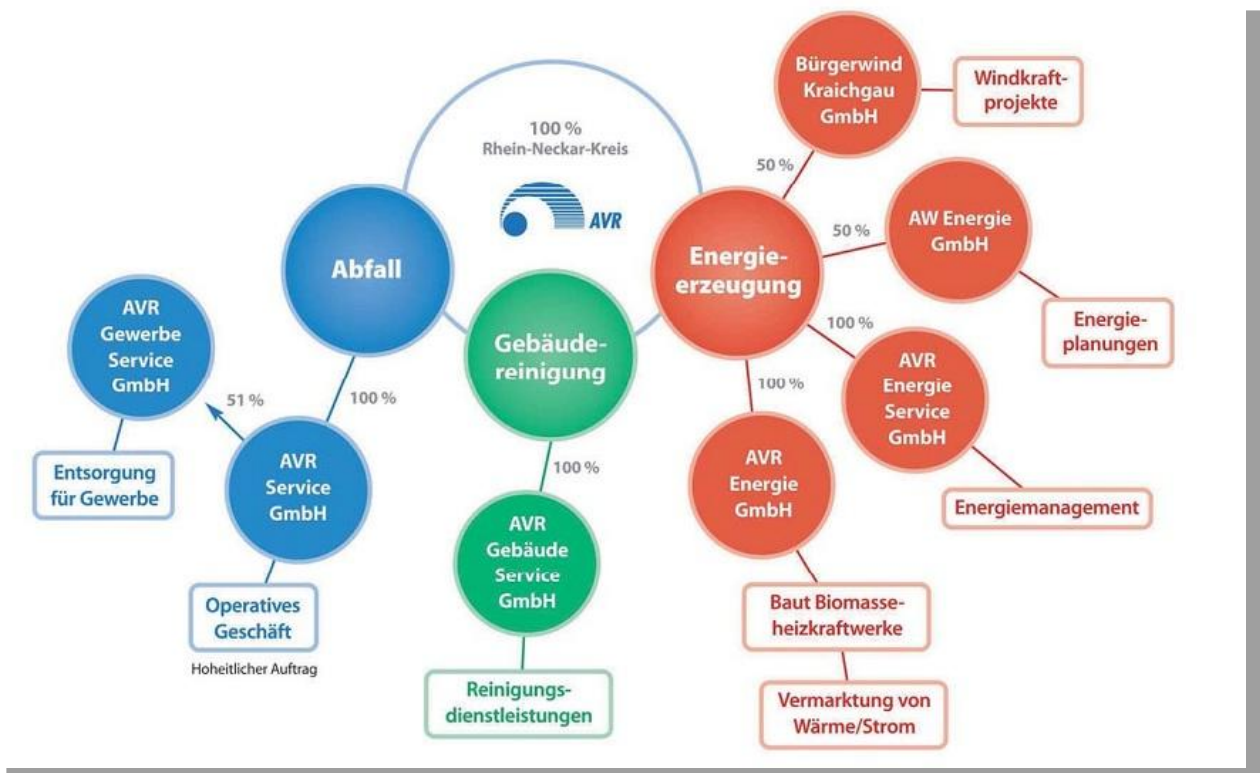 100 %
Rhein-Neckar-Kreis
AVR
Abfall
100 %
AVR
Service
GmbH
Operatives
Geschäft
Hoheitlicher Auftrag
51 %
AVR
Gewerbe
Service
GmbH
Entsorgung
für Gewerbe
Gebäude-
reinigung
100 %
AVR
Gebäude
Service
GmbH
Reinigungs-
dienstleistungen
Energie-
erzeugung
50 %
Bürgerwind
Kraichgau
GmbH
Windkraft-
projekte
50 %
AW Energie
GmbH
Energie-
planungen
100 %
AVR
Energie
Service
GmbH
Energiemanagement
100 %
AVR
Energie
GmbH
Baut Biomasse-
heizkraftwerke
Vermarktung von
Wärme/Strom